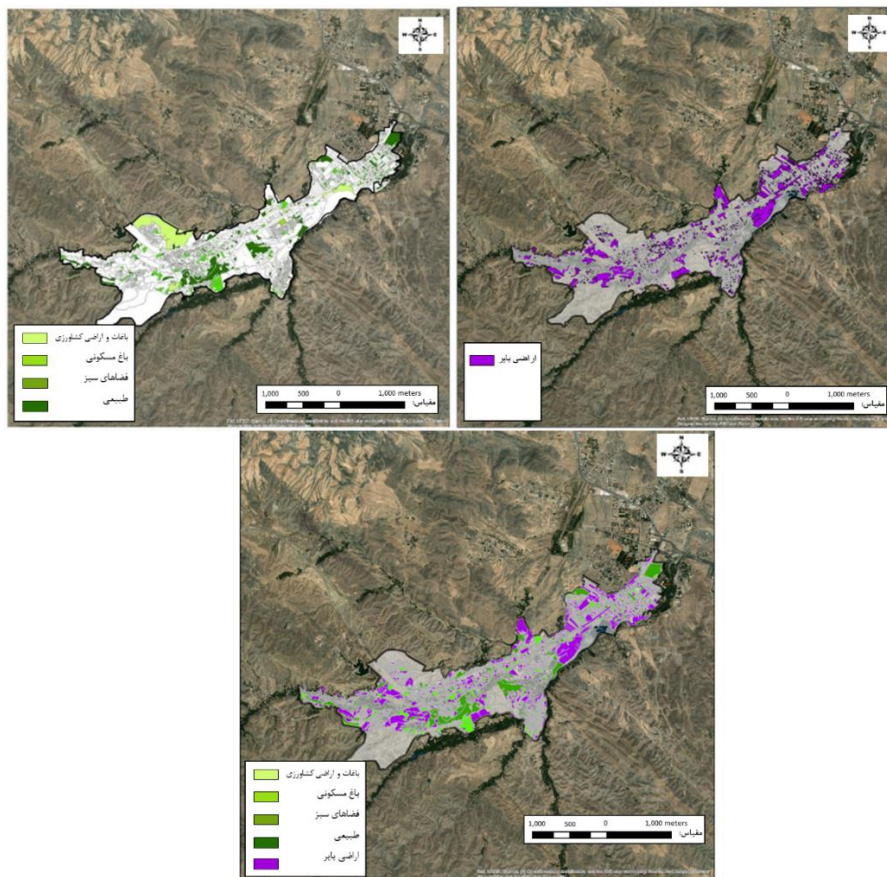 N
W E
S
باغات و اراضی کشاورزی
باغ مسکونی
فضاهای سبز
طبیعی
1,000 500 0 1,000 meters
مقیاس:
N
W E
S
اراضی بایر
1,000 500 0 1,000 meters
مقیاس:
N
W E
S
باغات و اراضی کشاورزی
باغ مسکونی
فضاهای سبز
طبیعی
اراضی بایر
1,000 500 0 1,000 meters
مقیاس: